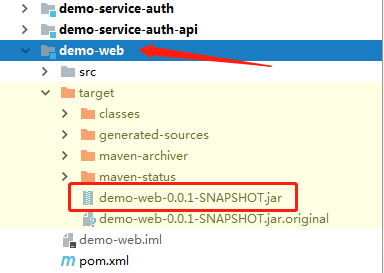 demo-service-auth
demo-service-auth-api
demo-web
src
target
classes
generated-sources
maven-archiver
maven-status
demo-web-0.0.1-SNAPSHOT.jar
demo-web-0.0.1-SNAPSHOT.jar.original
demo-web.iml
pom.xml